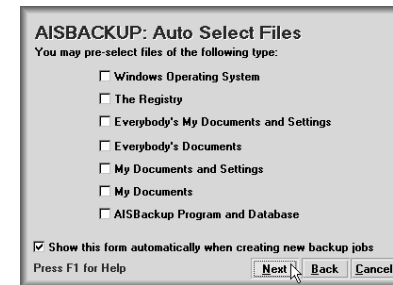 AISBACKUP: Auto Select Files
You may pre-select files of the following type:
Windows Operating System
The Registry
Everybody's My Documents and Settings
Everybody's Documents
My Documents and Settings
My Documents
AISBackup Program and Database
Show this form automatically when creating new backup jobs
Press F1 for Help Next Back Cancel